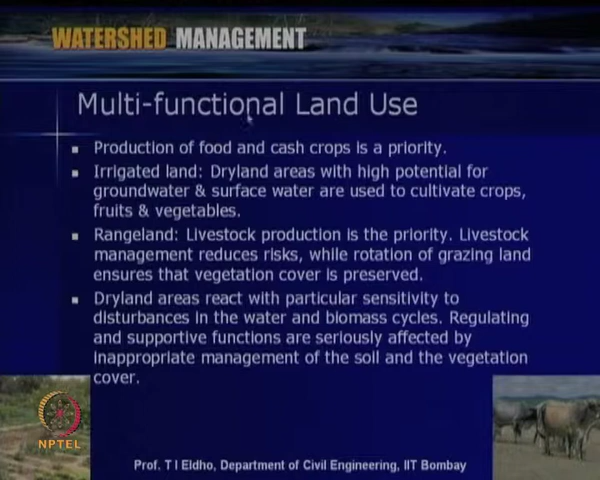 WATERSHED MANAGEMENT
Multi-functional Land Use
Production of food and cash crops is a priority.
Irrigated land: Dryland areas with high potential for
groundwater & surface water are used to cultivate crops,
fruits & vegetables.
Rangeland: Livestock production is the priority. Livestock
management reduces risks, while rotation of grazing land
ensures that vegetation cover is preserved.
Dryland areas react with particular sensitivity to
disturbances in the water and biomass cycles. Regulating
and supportive functions are seriously affected by
inappropriate management of the soil and the vegetation
cover.
NPTEL
Prof. T I Eldho, Department of Civil Engineering, IIT Bombay